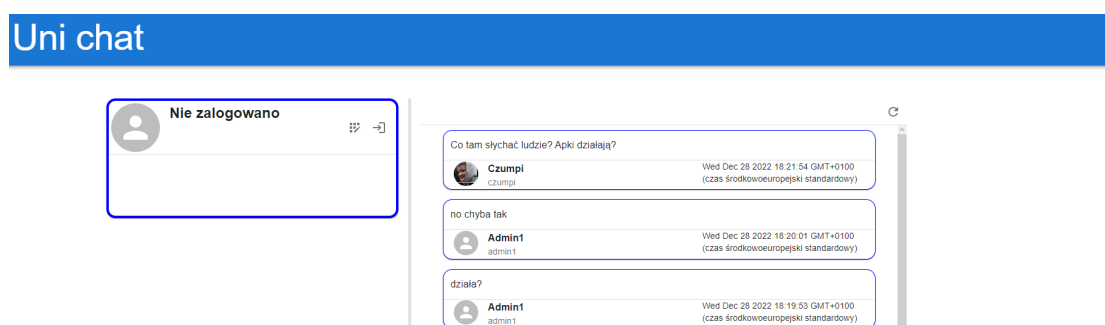 Uni chat
Nie zalogowano
Co tam słychać ludzie? Apki działają?
Czumpi
czumpi
Wed Dec 28 2022 18:21:54 GMT+0100
(czas środkowoeuropejski standardowy)
no chyba tak
Admin1
admin1
Wed Dec 28 2022 18:20:01 GMT+0100
(czas środkowoeuropejski standardowy)
działa?
Admin1
admin1
Wed Dec 28 2022 18:19:53 GMT+0100
(czas środkowoeuropejski standardowy)